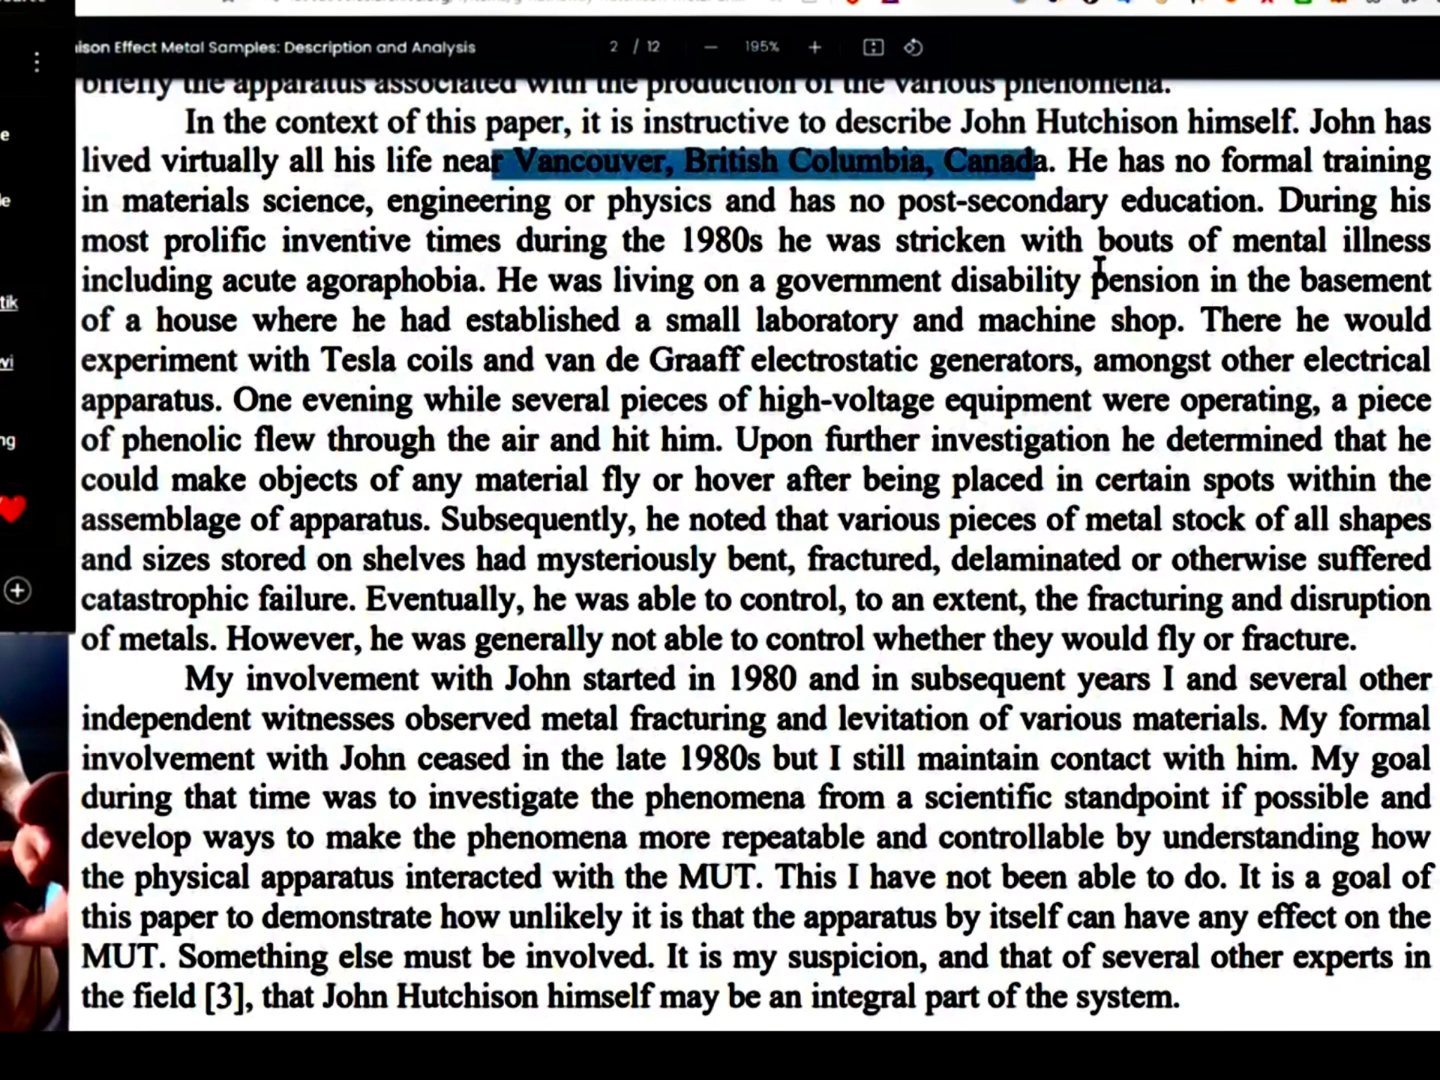 ison Effect Metal Samples: Description and Analysis
2 / 12
195%
briefly the apparatus associated with the production of the various phenomena.
In the context of this paper, it is instructive to describe John Hutchison himself. John has
lived virtually all his life near Vancouver, British Columbia, Canada. He has no formal training
in materials science, engineering or physics and has no post-secondary education. During his
most prolific inventive times during the 1980s he was stricken with bouts of mental illness
including acute agoraphobia. He was living on a government disability pension in the basement
of a house where he had established a small laboratory and machine shop. There he would
experiment with Tesla coils and van de Graaff electrostatic generators, amongst other electrical
apparatus. One evening while several pieces of high-voltage equipment were operating, a piece
of phenolic flew through the air and hit him. Upon further investigation he determined that he
could make objects of any material fly or hover after being placed in certain spots within the
assemblage of apparatus. Subsequently, he noted that various pieces of metal stock of all shapes
and sizes stored on shelves had mysteriously bent, fractured, delaminated or otherwise suffered
catastrophic failure. Eventually, he was able to control, to an extent, the fracturing and disruption
of metals. However, he was generally not able to control whether they would fly or fracture.
My involvement with John started in 1980 and in subsequent years I and several other
independent witnesses observed metal fracturing and levitation of various materials. My formal
involvement with John ceased in the late 1980s but I still maintain contact with him. My goal
during that time was to investigate the phenomena from a scientific standpoint if possible and
develop ways to make the phenomena more repeatable and controllable by understanding how
the physical apparatus interacted with the MUT. This I have not been able to do. It is a goal of
this paper to demonstrate how unlikely it is that the apparatus by itself can have any effect on the
MUT. Something else must be involved. It is my suspicion, and that of several other experts in
the field [3], that John Hutchison himself may be an integral part of the system.